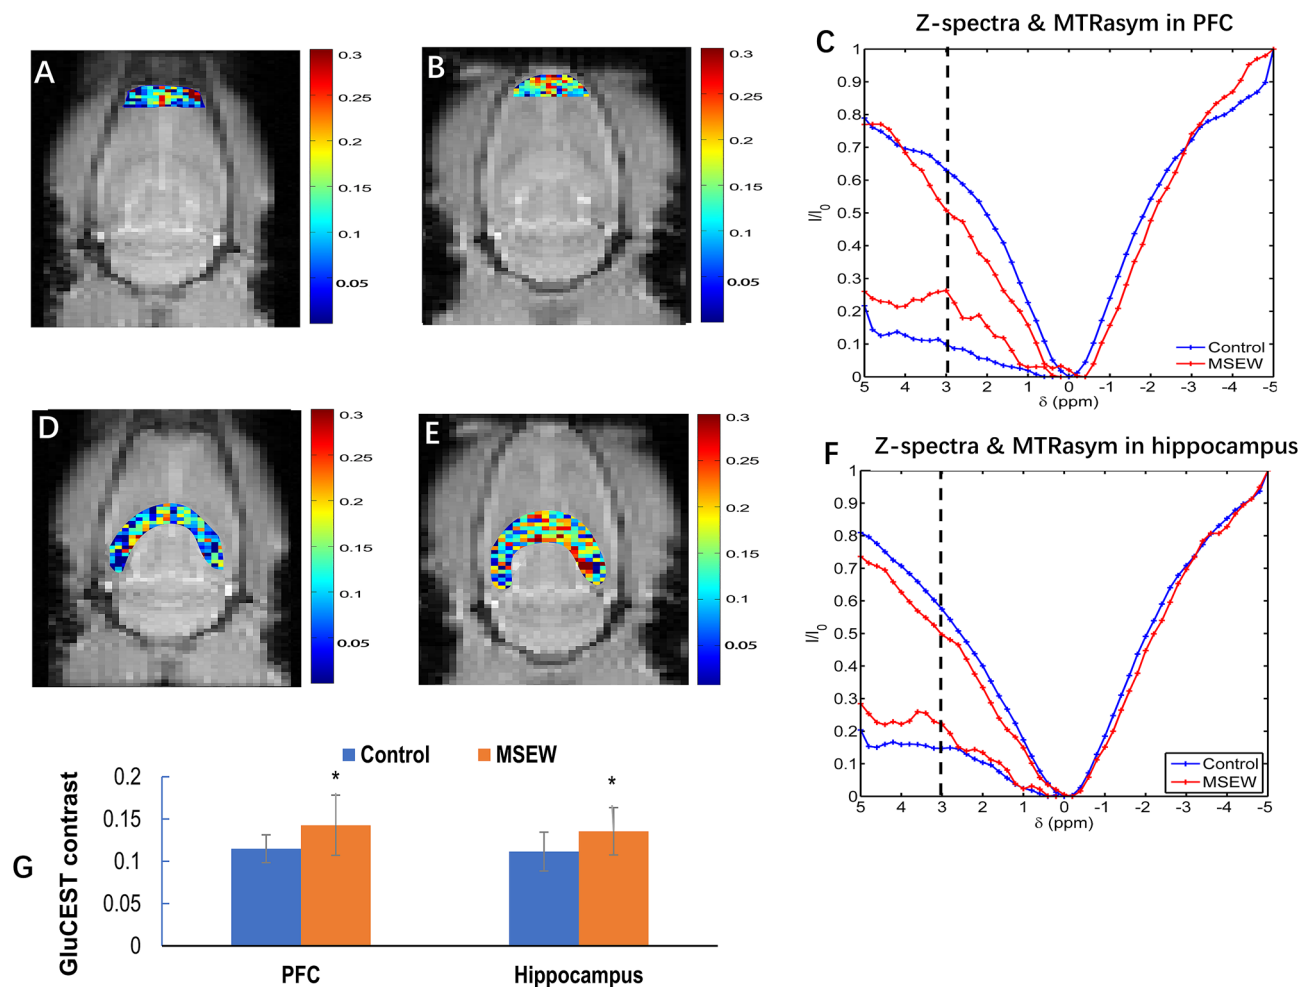 A
0.3
0.25
0.2
0.15
0.1
0.05
B
0.3
0.25
0.2
0.15
0.1
0.05
C
Z-spectra & MTRasym in PFC
1
0.9
0.8
0.7
0.6
0.5
0.4
0.3
0.2
0.1
0
I/I0
5 4 3 2 1 0 -1 -2 -3 -4 -5
δ (ppm)
Control
MSEW
D
0.3
0.25
0.2
0.15
0.1
0.05
E
0.3
0.25
0.2
0.15
0.1
0.05
F
Z-spectra & MTRasym in hippocampus
1
0.9
0.8
0.7
0.6
0.5
0.4
0.3
0.2
0.1
0
I/I0
5 4 3 2 1 0 -1 -2 -3 -4 -5
δ (ppm)
Control
MSEW
G
Control MSEW
GluCEST contrast
0.2
0.15
0.1
0.05
0
* *
PFC Hippocampus